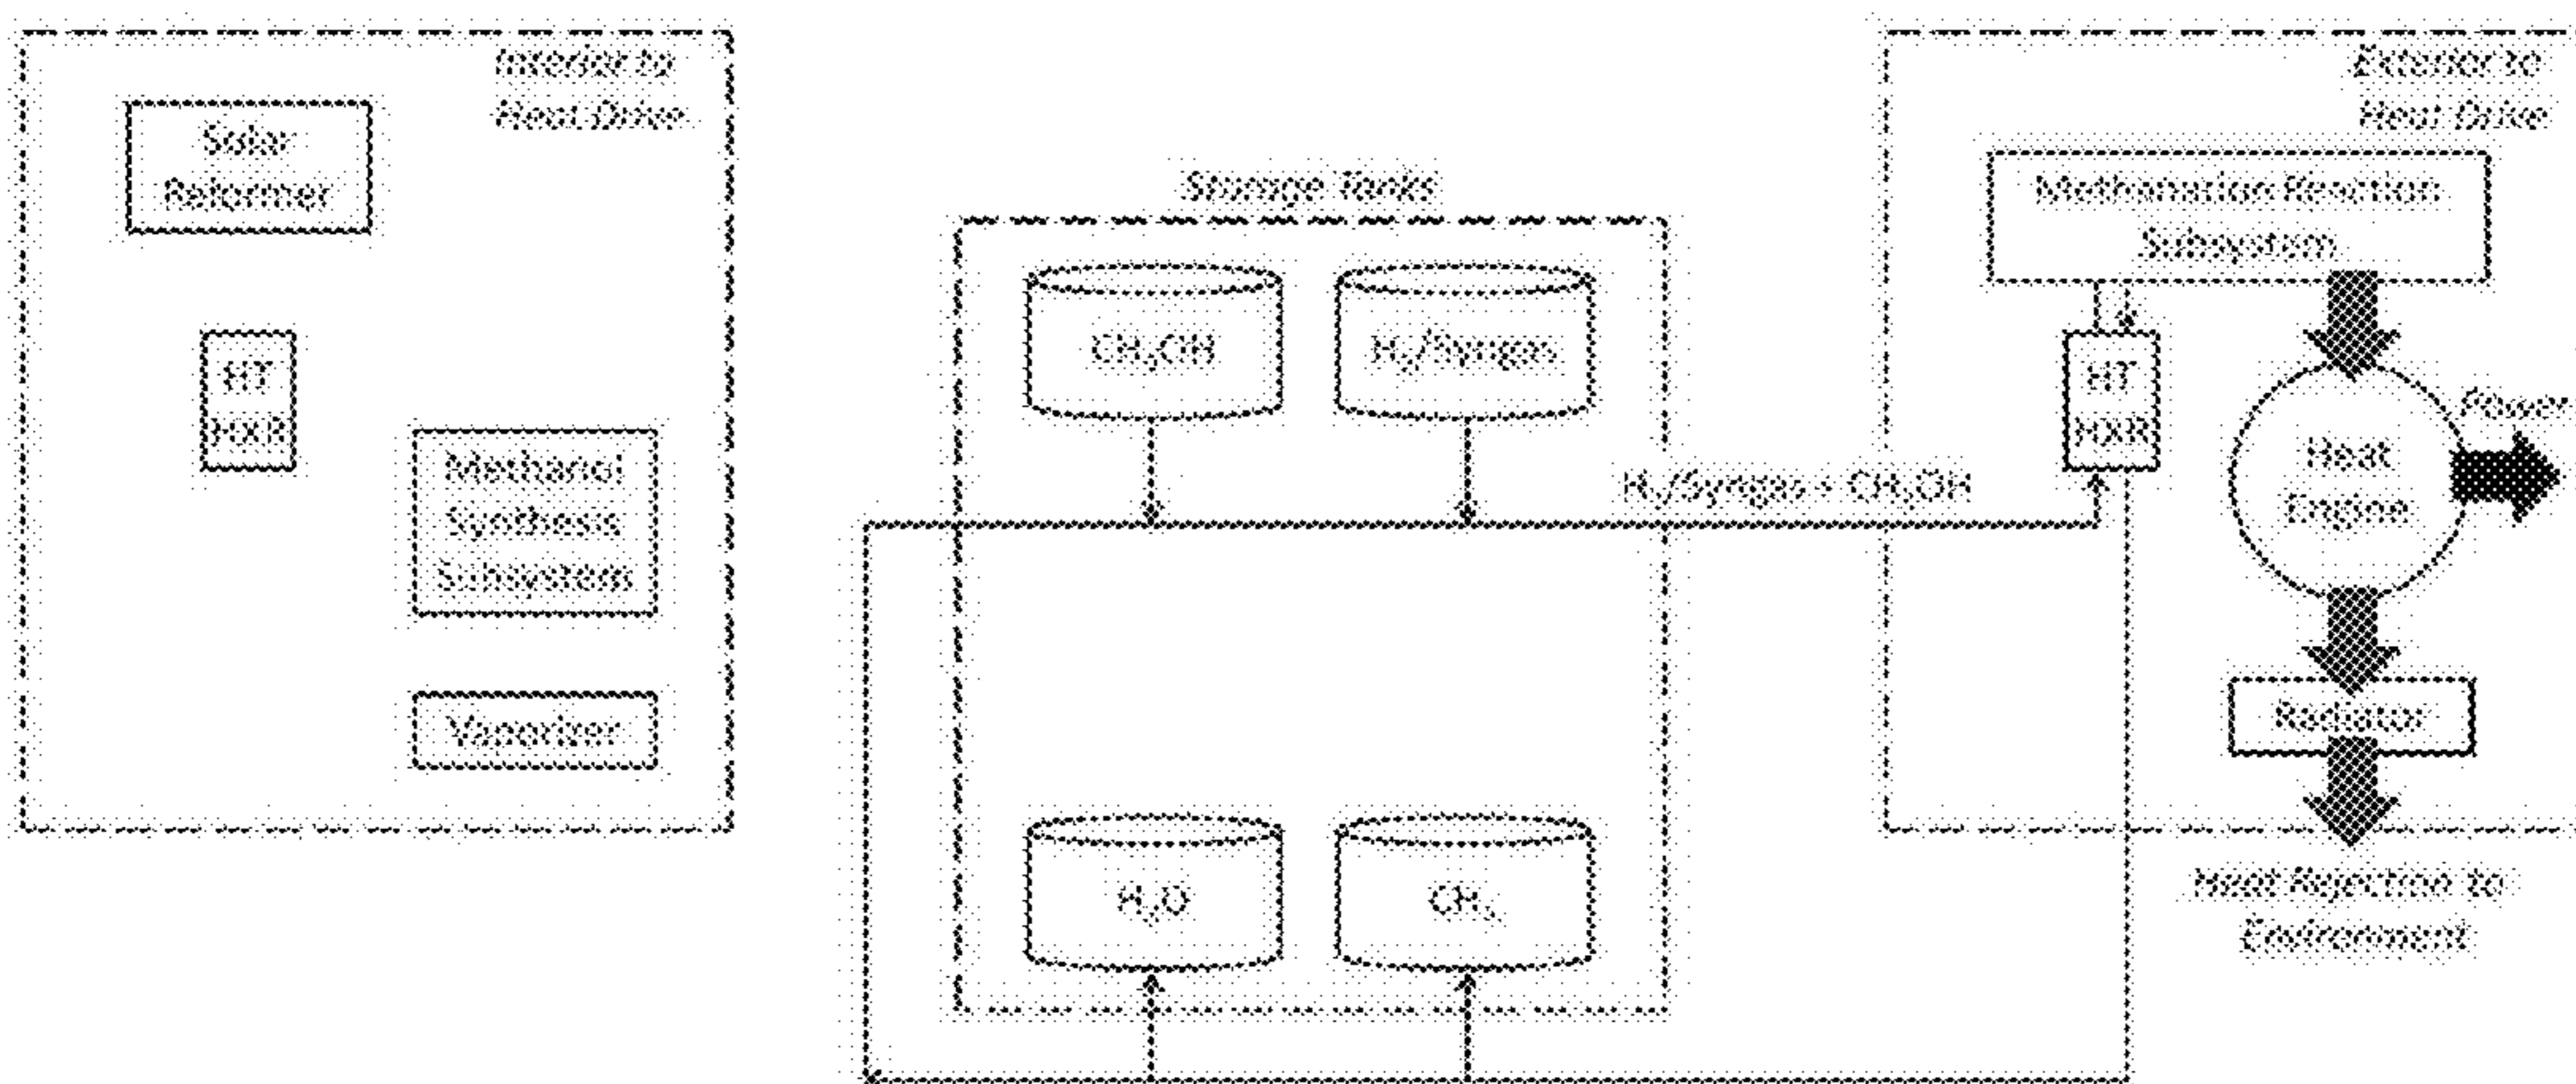 Interior to
Heat Drive
Solar
Reformer
HT
HXR
Methanol
Synthesis
Subsystem
Vaporizer
Storage Tanks
CH₃OH
H₂/Syngas
H₂/Syngas + CH₃OH
H₂O
CH₄
Exterior to
Heat Drive
Methanation Reaction
Subsystem
HT
HXR
Heat
Engine
Power
Radiator
Heat Rejection to
Environment